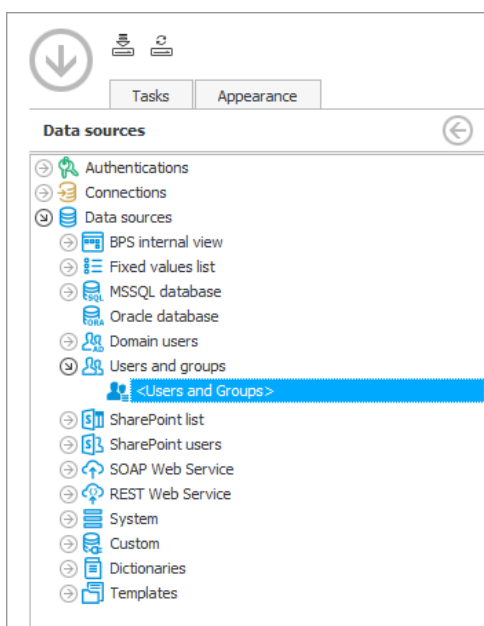 Tasks
Appearance
Data sources
Authentications
Connections
Data sources
BPS internal view
Fixed values list
MSSQL database
Oracle database
Domain users
Users and groups
<Users and Groups>
SharePoint list
SharePoint users
SOAP Web Service
REST Web Service
System
Custom
Dictionaries
Templates